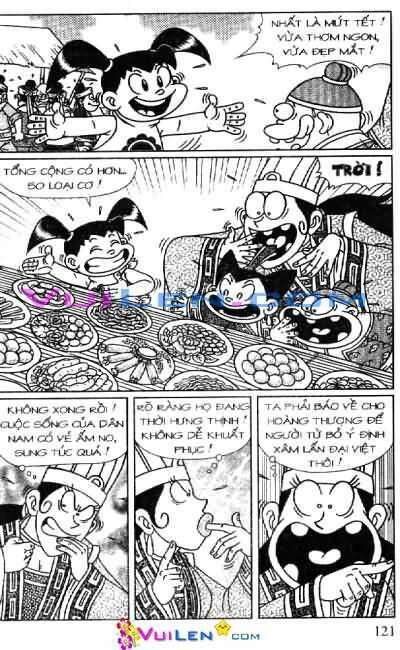 NHẤT LÀ MỨT TẾT!
VỪA THƠM NGON,
VỪA ĐẸP MẮT!
TỔNG CỘNG CÓ HƠN...
50 LOẠI CƠ!
TRỜI!
VUILEN.COM
KHÔNG XONG RỒI!
CUỘC SỐNG CỦA DÂN
NAM CÓ VẺ ẤM NO,
SUNG TÚC QUÁ!
RÕ RÀNG HỌ ĐANG
THỜI HƯNG THỊNH!
KHÔNG DỄ KHUẤT
PHỤC!
TA PHẢI BÁO VỀ CHO
HOÀNG THƯỢNG ĐỂ
NGƯỜI TỪ BỎ Ý ĐỊNH
XÂM LẤN ĐẠI VIỆT
THÔI!
121
VUILEN.COM